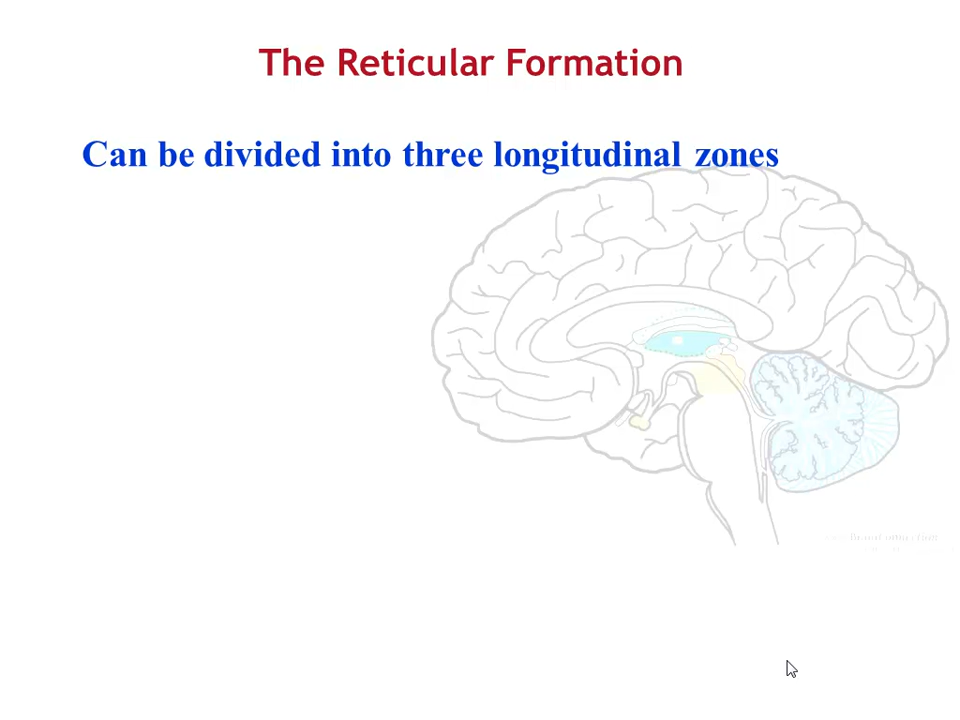 The Reticular Formation
Can be divided into three longitudinal zones